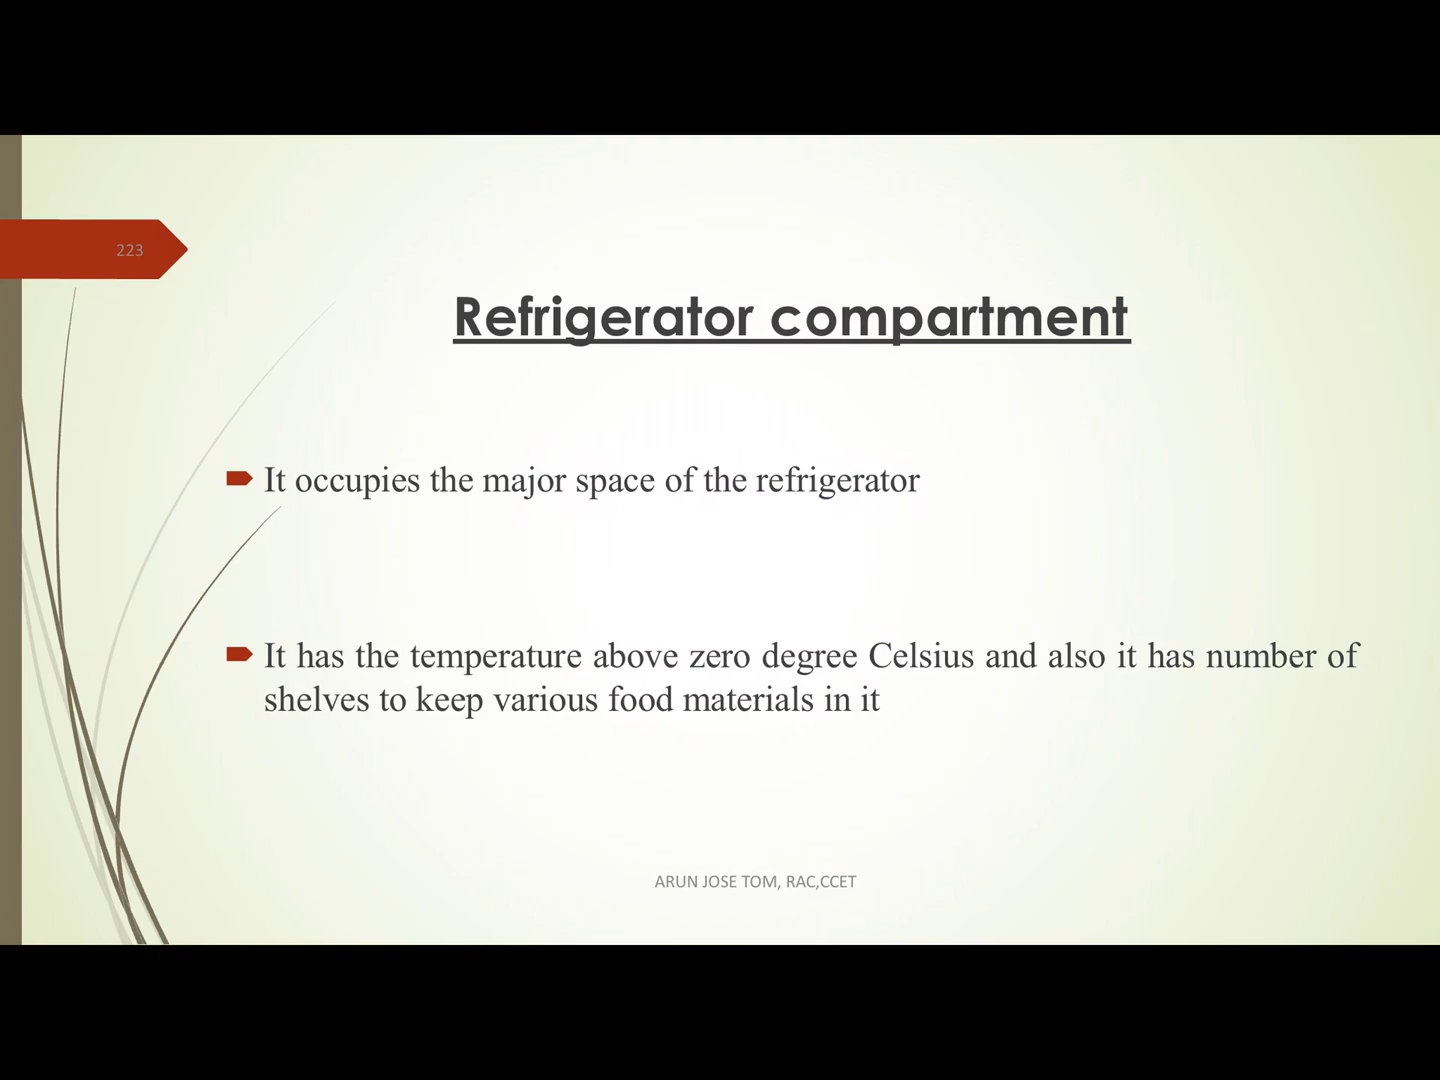 223
Refrigerator compartment
It occupies the major space of the refrigerator
It has the temperature above zero degree Celsius and also it has number of
shelves to keep various food materials in it
ARUN JOSE TOM, RAC,CCET